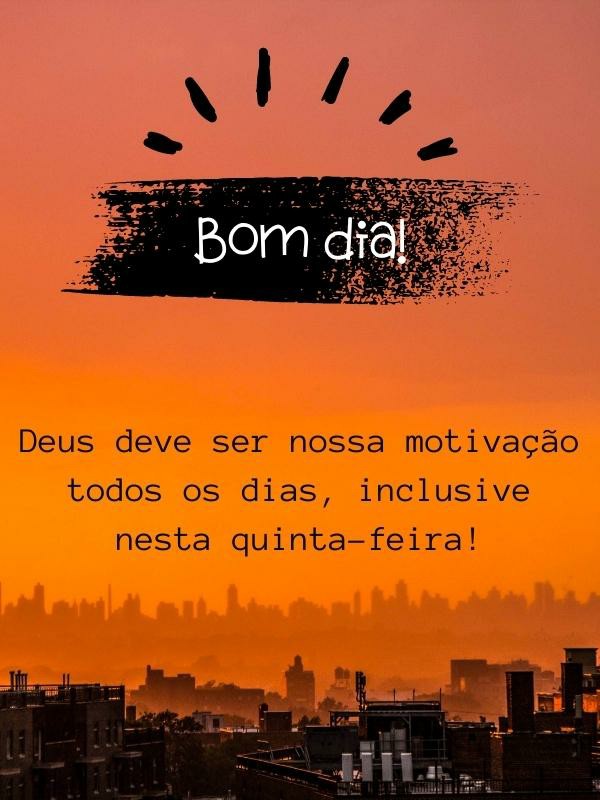 Bom dia!
Deus deve ser nossa motivação
todos os dias, inclusive
nesta quinta-feira!